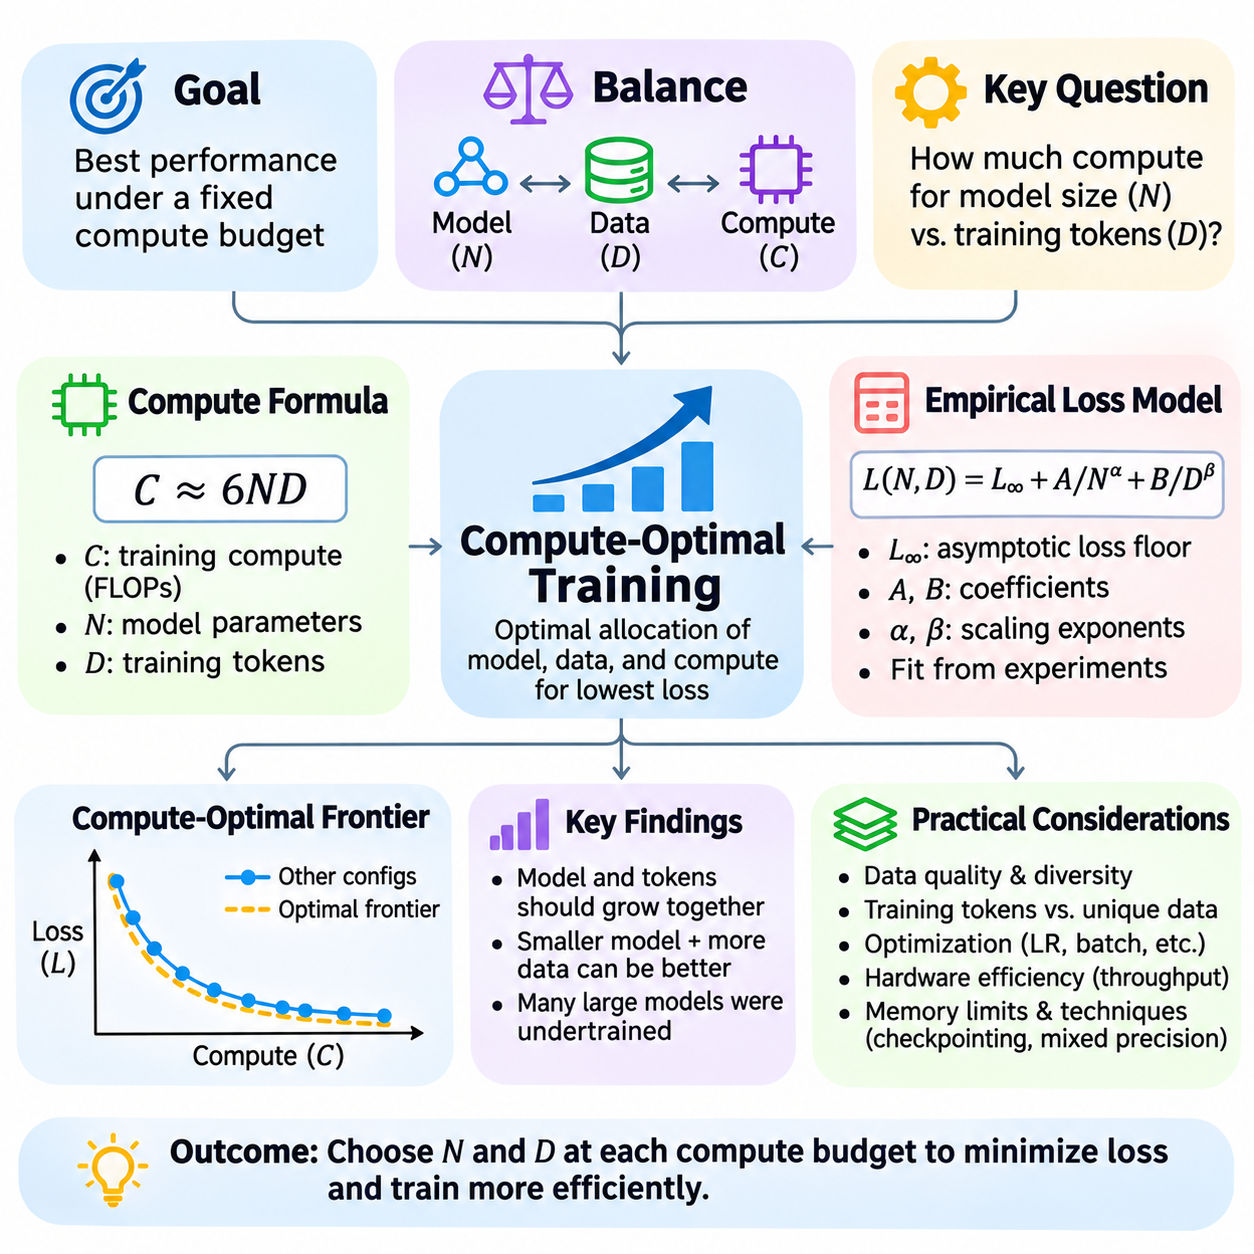 Goal
Best performance
under a fixed
compute budget
Balance
Model
(N)
Data
(D)
Compute
(C)
Key Question
How much compute
for model size (N)
vs. training tokens (D)?
Compute Formula
C ≈ 6ND
• C: training compute
(FLOPs)
• N: model parameters
• D: training tokens
Compute-Optimal
Training
Optimal allocation of
model, data, and compute
for lowest loss
Empirical Loss Model
L(N, D) = L∞ + A/N^α + B/D^β
• L∞: asymptotic loss floor
• A, B: coefficients
• α, β: scaling exponents
• Fit from experiments
Compute-Optimal Frontier
Other configs
Optimal frontier
Loss
(L)
Compute (C)
Key Findings
• Model and tokens
should grow together
• Smaller model + more
data can be better
• Many large models were
undertrained
Practical Considerations
• Data quality & diversity
• Training tokens vs. unique data
• Optimization (LR, batch, etc.)
• Hardware efficiency (throughput)
• Memory limits & techniques
(checkpointing, mixed precision)
Outcome: Choose N and D at each compute budget to minimize loss
and train more efficiently.